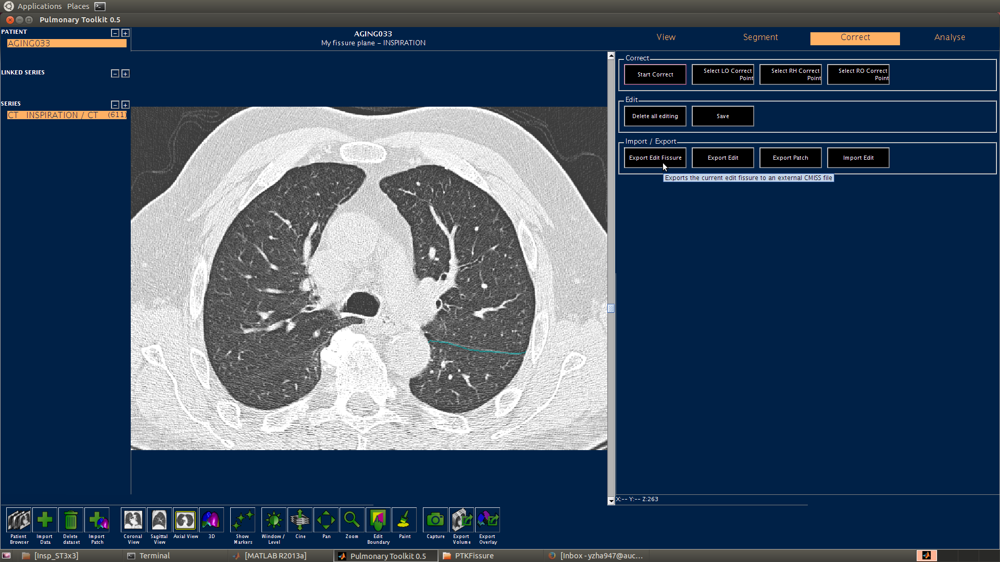 Applications Places
Pulmonary Toolkit 0.5
PATIENT
AGING033
LINKED SERIES
SERIES
CT INSPIRATION / CT (611)
AGING033
My fissure plane – INSPIRATION
View Segment Correct Analyse
Correct
Start Correct
Select LO Correct
Point
Select RH Correct
Point
Select RO Correct
Point
Edit
Delete all editing
Save
Import / Export
Export Edit Fissure
Export Edit
Export Patch
Import Edit
Exports the current edit fissure to an external CMISS file
X:-- Y:-- Z:263
Patient
Browser
Import
Data
Delete
dataset
Import
Patch
Coronal
View
Sagittal
View
Axial View
3D
Show
Markers
Window /
Level
Cine
Pan
Zoom
Edit
Boundary
Paint
Capture
Export
Volume
Export
Overlay
[Insp_ST3x3]
Terminal
[MATLAB R2013a]
Pulmonary Toolkit 0.5
PTKFissure
[Inbox - yzha947@auc...